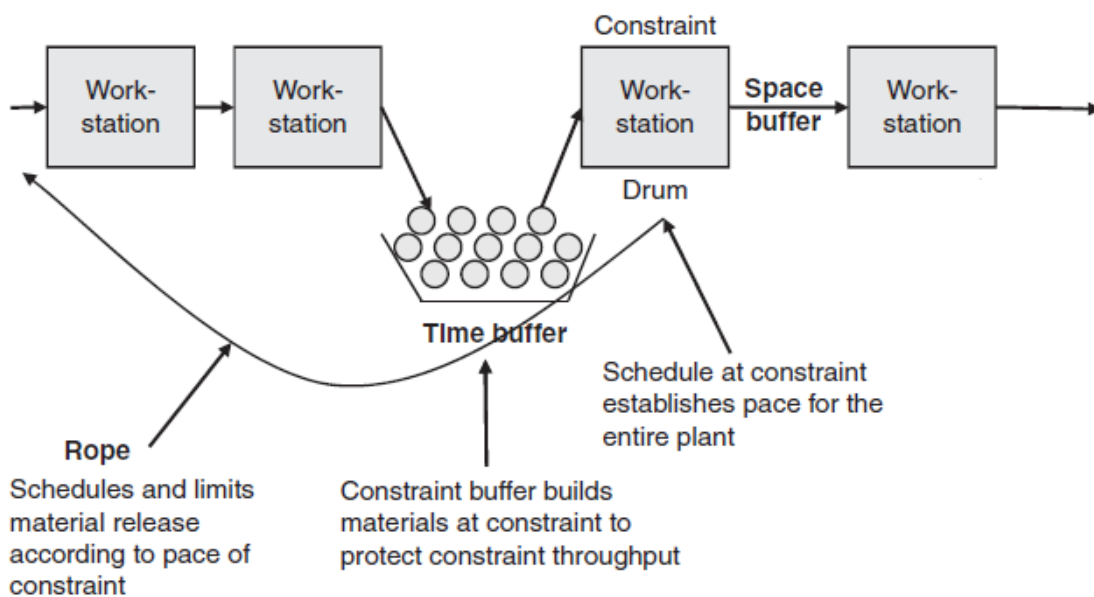 Constraint
Work-
station
Work-
station
Work-
station
Space
buffer
Work-
station
Drum
TIme buffer
Schedule at constraint
establishes pace for the
entire plant
Rope
Schedules and limits
material release
according to pace of
constraint
Constraint buffer builds
materials at constraint to
protect constraint throughput